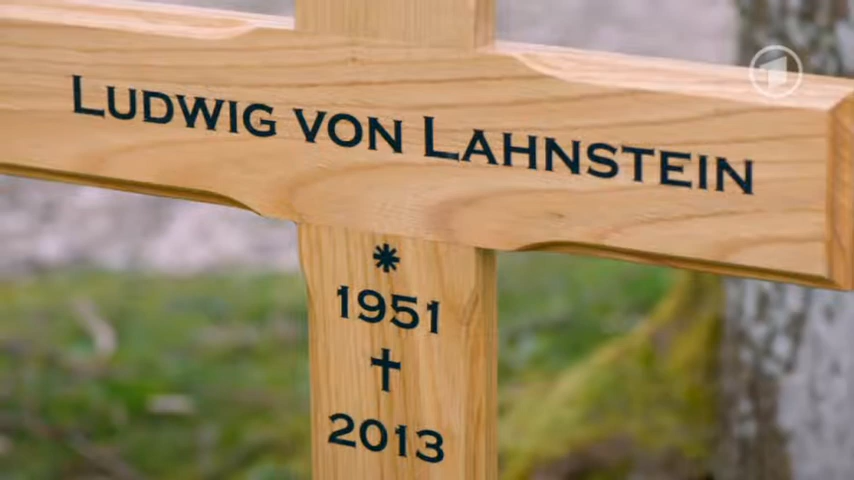 LUDWIG VON LAHNSTEIN
*
1951
†
2013